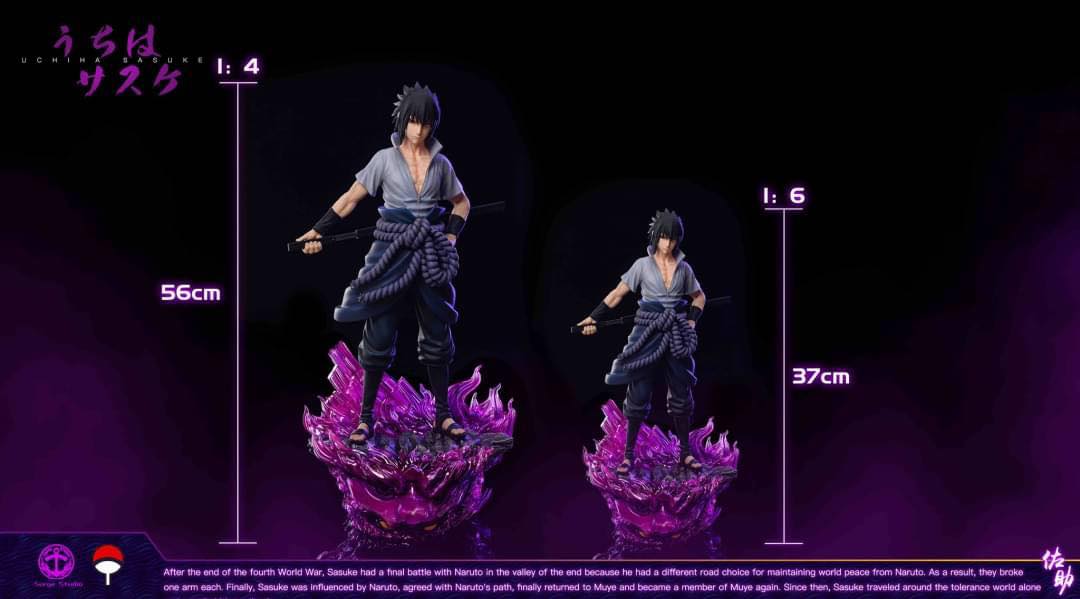 うちは
UCHIHA SASUKE
サスケ
1: 4
56cm
1: 6
37cm
Surge Studio
After the end of the fourth World War, Sasuke had a final battle with Naruto in the valley of the end because he had a different road choice for maintaining world peace from Naruto. As a result, they broke
one arm each. Finally, Sasuke was influenced by Naruto, agreed with Naruto's path, finally returned to Muye and became a member of Muye again. Since then, Sasuke traveled around the tolerance world alone
佐助